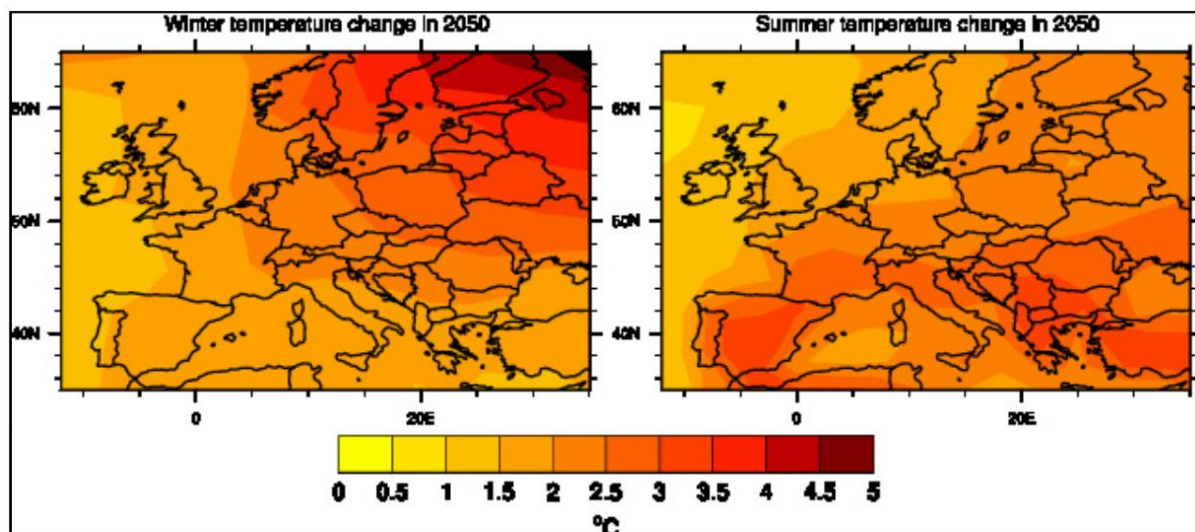 Winter temperature change in 2050
Summer temperature change in 2050
60N
50N
40N
0
20E
60N
50N
40N
0
20E
0 0.5 1 1.5 2 2.5 3 3.5 4 4.5 5
°C